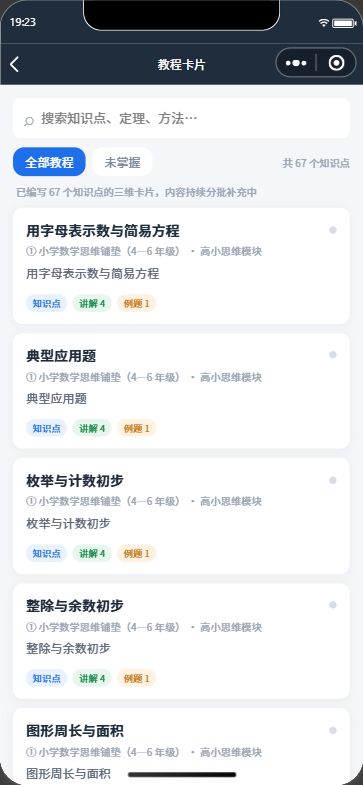 19:23
教程卡片
搜索知识点、定理、方法…
全部教程
未掌握
共 67 个知识点
已编写 67 个知识点的三维卡片，内容持续分批补充中
用字母表示数与简易方程
① 小学数学思维铺垫（4—6 年级） · 高小思维模块
用字母表示数与简易方程
知识点 讲解 4 例题 1
典型应用题
① 小学数学思维铺垫（4—6 年级） · 高小思维模块
典型应用题
知识点 讲解 4 例题 1
枚举与计数初步
① 小学数学思维铺垫（4—6 年级） · 高小思维模块
枚举与计数初步
知识点 讲解 4 例题 1
整除与余数初步
① 小学数学思维铺垫（4—6 年级） · 高小思维模块
整除与余数初步
知识点 讲解 4 例题 1
图形周长与面积
① 小学数学思维铺垫（4—6 年级） · 高小思维模块
图形周长与面积